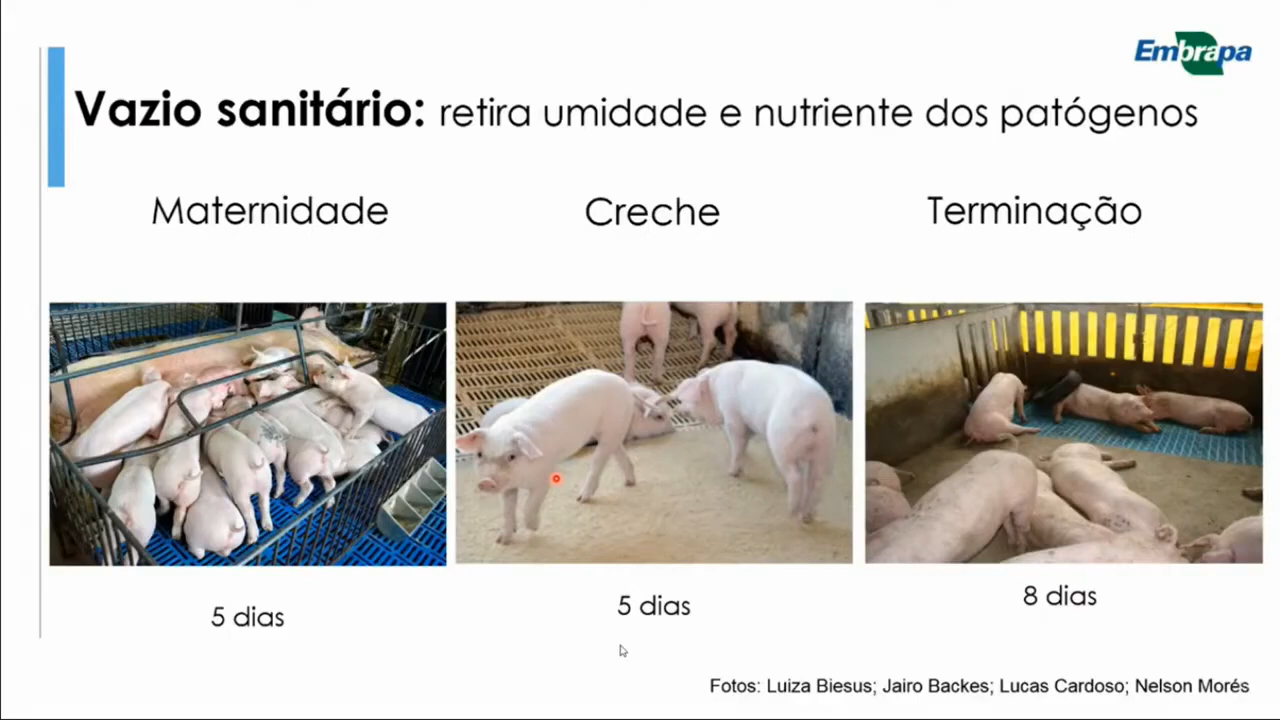 Embrapa
Vazio sanitário: retira umidade e nutriente dos patógenos
Maternidade
Creche
Terminação
5 dias
5 dias
8 dias
Fotos: Luiza Biesus; Jairo Backes; Lucas Cardoso; Nelson Morés